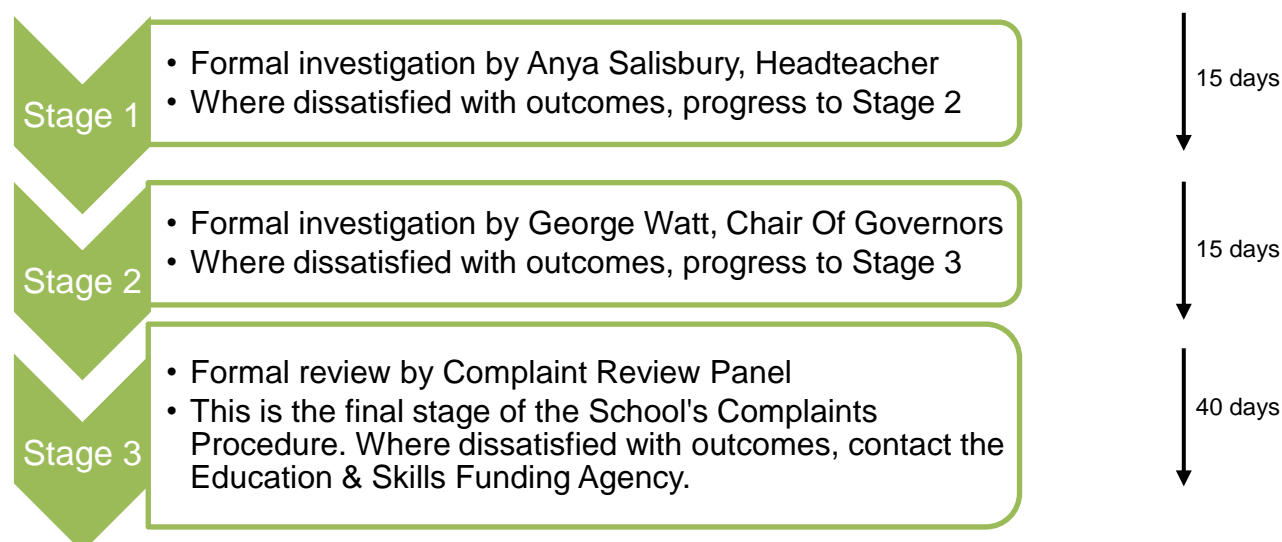 Stage 1
• Formal investigation by Anya Salisbury, Headteacher
• Where dissatisfied with outcomes, progress to Stage 2
15 days
Stage 2
• Formal investigation by George Watt, Chair Of Governors
• Where dissatisfied with outcomes, progress to Stage 3
15 days
Stage 3
• Formal review by Complaint Review Panel
• This is the final stage of the School's Complaints
Procedure. Where dissatisfied with outcomes, contact the
Education & Skills Funding Agency.
40 days